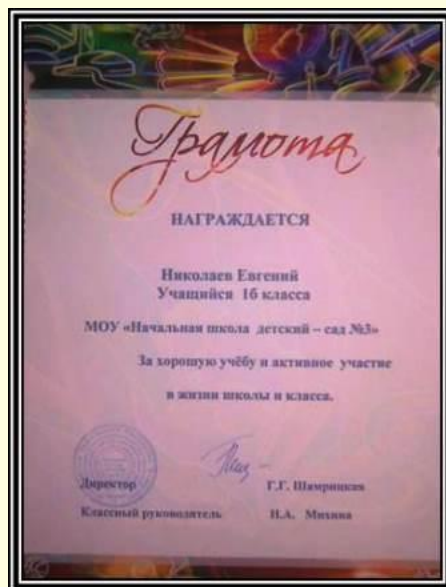 Грамота
НАГРАЖДАЕТСЯ
Николаев Евгений
Учащийся 1б класса
МОУ «Начальная школа детский – сад №3»
За хорошую учёбу и активное участие
в жизни школы и класса.
Директор Г.Г. Шамрицкая
Классный руководитель Н.А. Михина